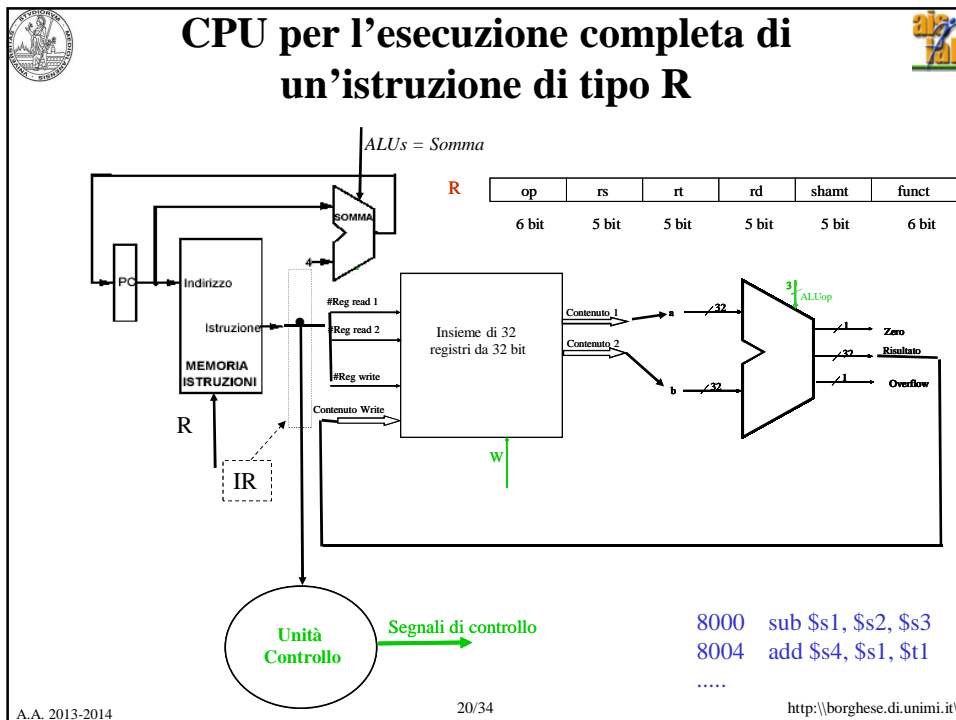 CPU per l'esecuzione completa di
un'istruzione di tipo R
ALUs = Somma
R
op rs rt rd shamt funct
6 bit 5 bit 5 bit 5 bit 5 bit 6 bit
SOMMA
4
PC
Indirizzo
Istruzione
MEMORIA
ISTRUZIONI
R
IR
#Reg read 1
#Reg read 2
#Reg write
Contenuto Write
Insieme di 32
registri da 32 bit
W
Contenuto_1
Contenuto_2
a
b
32
32
3
ALUop
1
Zero
32
Risultato
1
Overflow
Unità
Controllo
Segnali di controllo
8000 sub $s1, $s2, $s3
8004 add $s4, $s1, $t1
.....
A.A. 2013-2014
20/34
http:\\borghese.di.unimi.it\